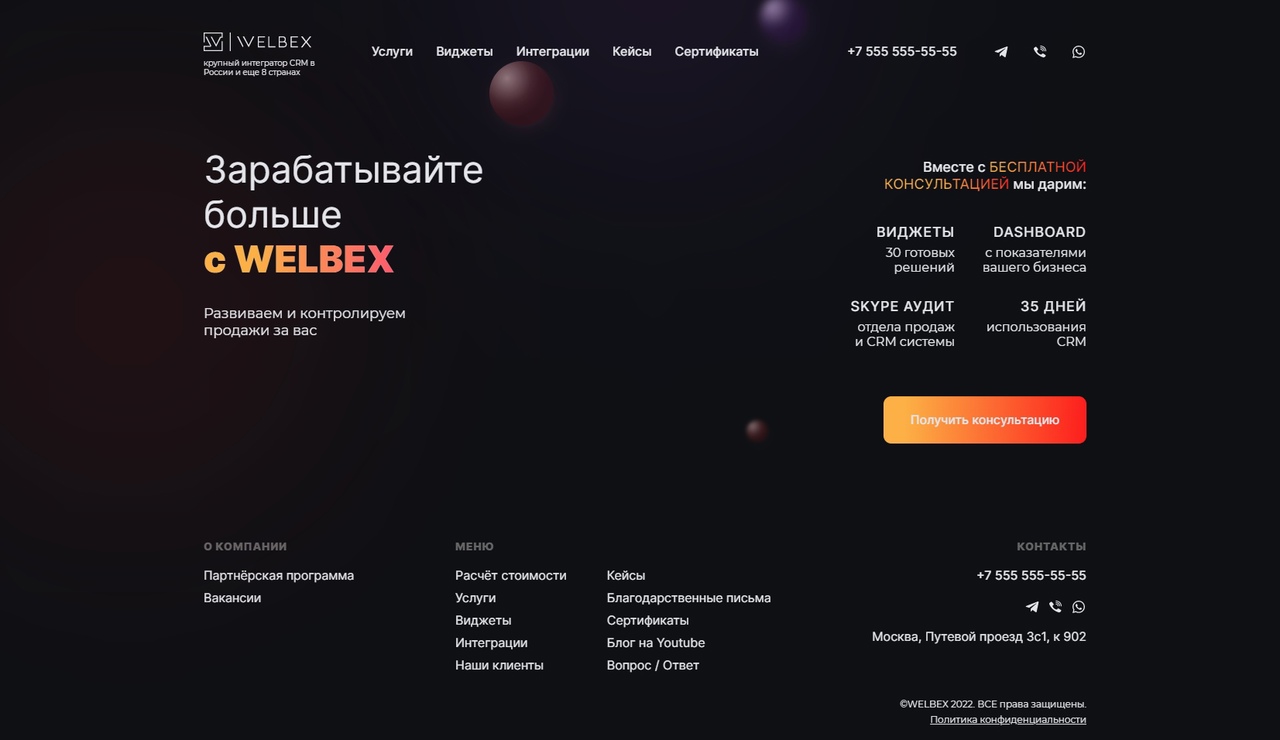 WELBEX
крупный интегратор CRM в
России и еще 8 странах
Услуги Виджеты Интеграции Кейсы Сертификаты
+7 555 555-55-55
Зарабатывайте
больше
с WELBEX
Развиваем и контролируем
продажи за вас
Вместе с БЕСПЛАТНОЙ
КОНСУЛЬТАЦИЕЙ мы дарим:
ВИДЖЕТЫ
30 готовых
решений
DASHBOARD
с показателями
вашего бизнеса
SKYPE АУДИТ
отдела продаж
и CRM системы
35 ДНЕЙ
использования
CRM
Получить консультацию
О КОМПАНИИ
Партнёрская программа
Вакансии
МЕНЮ
Расчёт стоимости
Услуги
Виджеты
Интеграции
Наши клиенты
Кейсы
Благодарственные письма
Сертификаты
Блог на Youtube
Вопрос / Ответ
КОНТАКТЫ
+7 555 555-55-55
Москва, Путевой проезд 3с1, к 902
©WELBEX 2022. ВСЕ права защищены.
Политика конфиденциальности